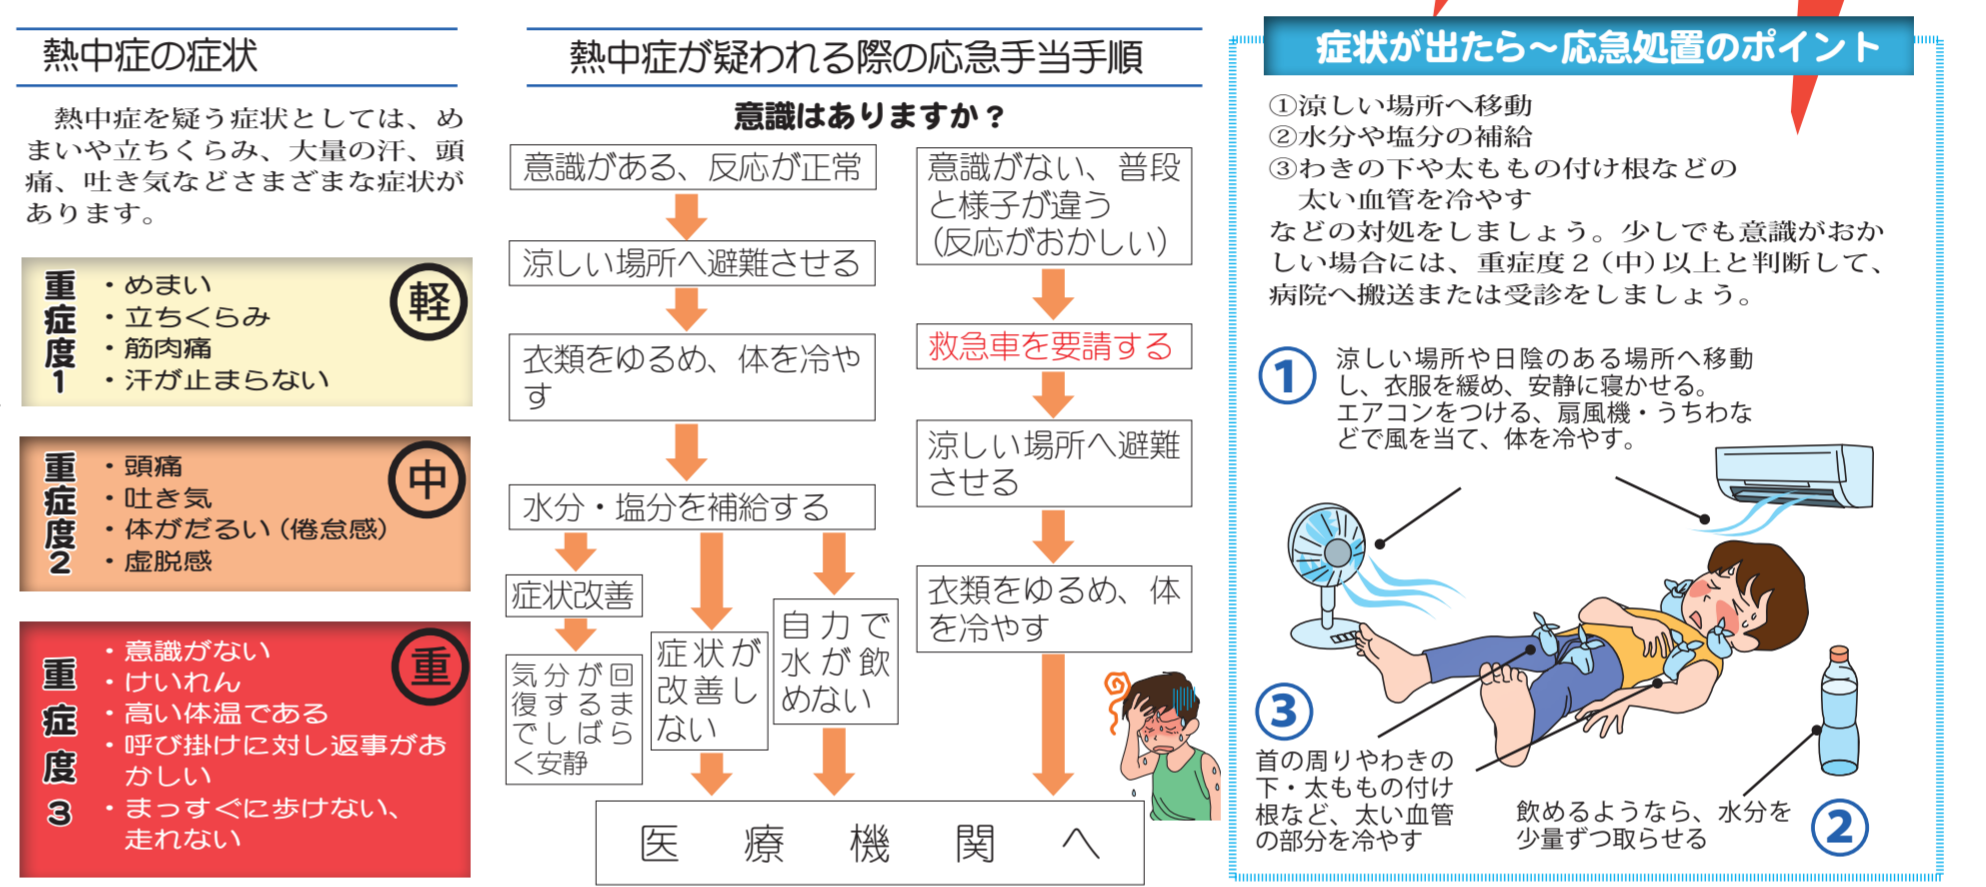 熱中症の症状
熱中症を疑う症状としては、め
まいや立ちくらみ、大量の汗、頭
痛、吐き気などさまざまな症状が
あります。
重症度1
軽
・めまい
・立ちくらみ
・筋肉痛
・汗が止まらない
重症度2
中
・頭痛
・吐き気
・体がだるい（倦怠感）
・虚脱感
重症度3
重
・意識がない
・けいれん
・高い体温である
・呼び掛けに対し返事がお
かしい
・まっすぐに歩けない、
走れない
熱中症が疑われる際の応急手当手順
意識はありますか？
意識がある、反応が正常
涼しい場所へ避難させる
衣類をゆるめ、体を冷や
す
水分・塩分を補給する
症状改善
気分が回
復するま
でしばら
く安静
症状が
改善し
ない
自力で
水が飲
めない
意識がない、普段
と様子が違う
（反応がおかしい）
救急車を要請する
涼しい場所へ避難
させる
衣類をゆるめ、体
を冷やす
医療機関へ
症状が出たら～応急処置のポイント
①涼しい場所へ移動
②水分や塩分の補給
③わきの下や太ももの付け根などの
太い血管を冷やす
などの対処をしましょう。少しでも意識がおか
しい場合には、重症度２（中）以上と判断して、
病院へ搬送または受診をしましょう。
①
涼しい場所や日陰のある場所へ移動
し、衣服を緩め、安静に寝かせる。
エアコンをつける、扇風機・うちわな
どで風を当て、体を冷やす。
③
首の周りやわきの
下・太ももの付け
根など、太い血管
の部分を冷やす
飲めるようなら、水分を
少量ずつ取らせる
②